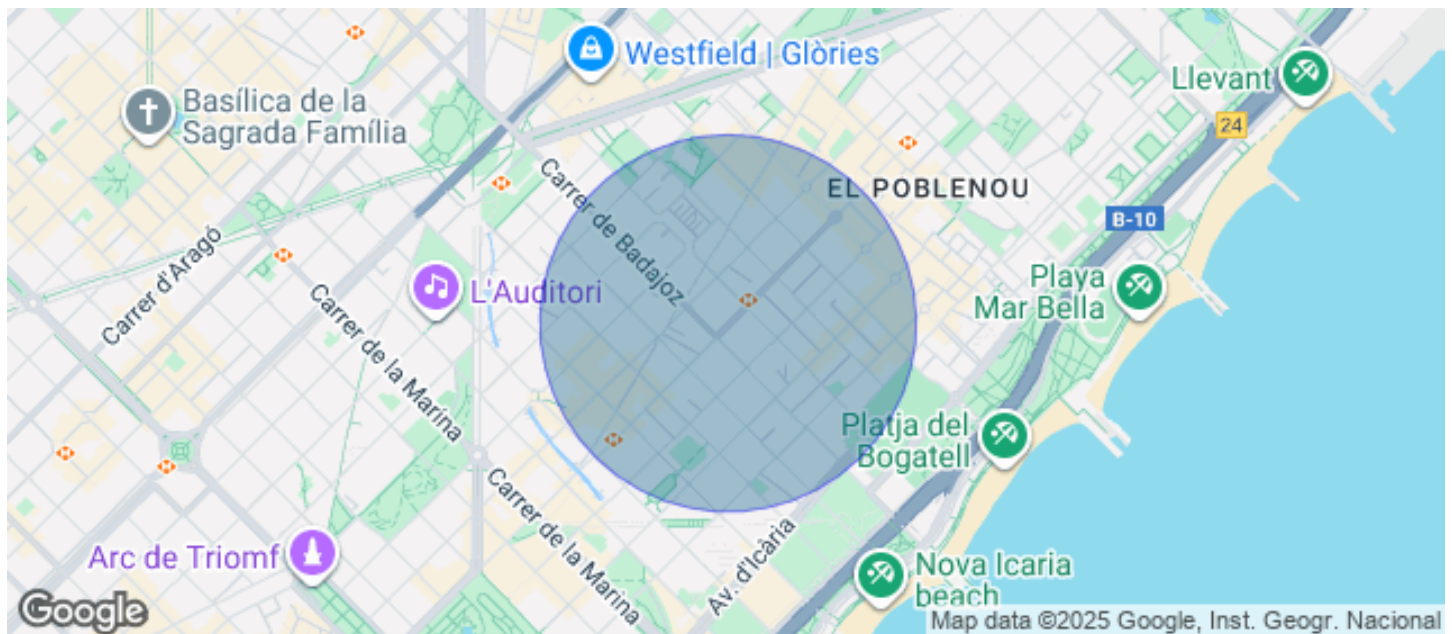 Westfield | Glòries
Llevant
Basílica de la
Sagrada Família
24
EL POBLENOU
Carrer de Badajoz
B-10
Carrer d'Aragó
L'Auditori
Playa
Mar Bella
Carrer de la Marina
Platja del
Bogatell
Carrer de la Marina
Arc de Triomf
Av. d'Icària
Nova Icaria
beach
Google
Map data ©2025 Google, Inst. Geogr. Nacional